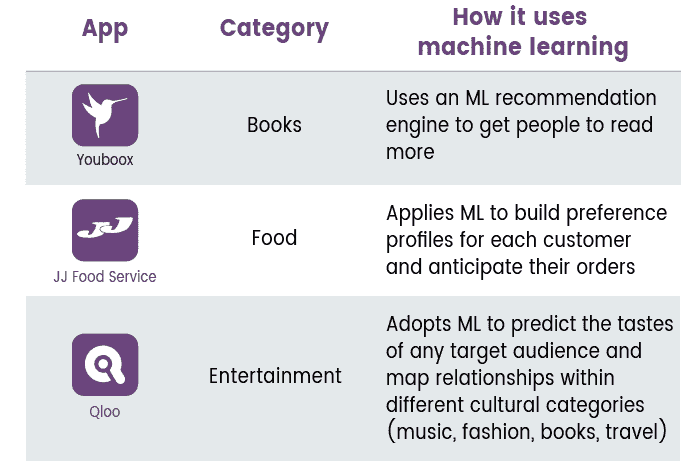 App
Category
How it uses
machine learning
Youboox
Books
Uses an ML recommendation
engine to get people to read
more
JJ
JJ Food Service
Food
Applies ML to build preference
profiles for each customer
and anticipate their orders
Qloo
Entertainment
Adopts ML to predict the tastes
of any target audience and
map relationships within
different cultural categories
(music, fashion, books, travel)